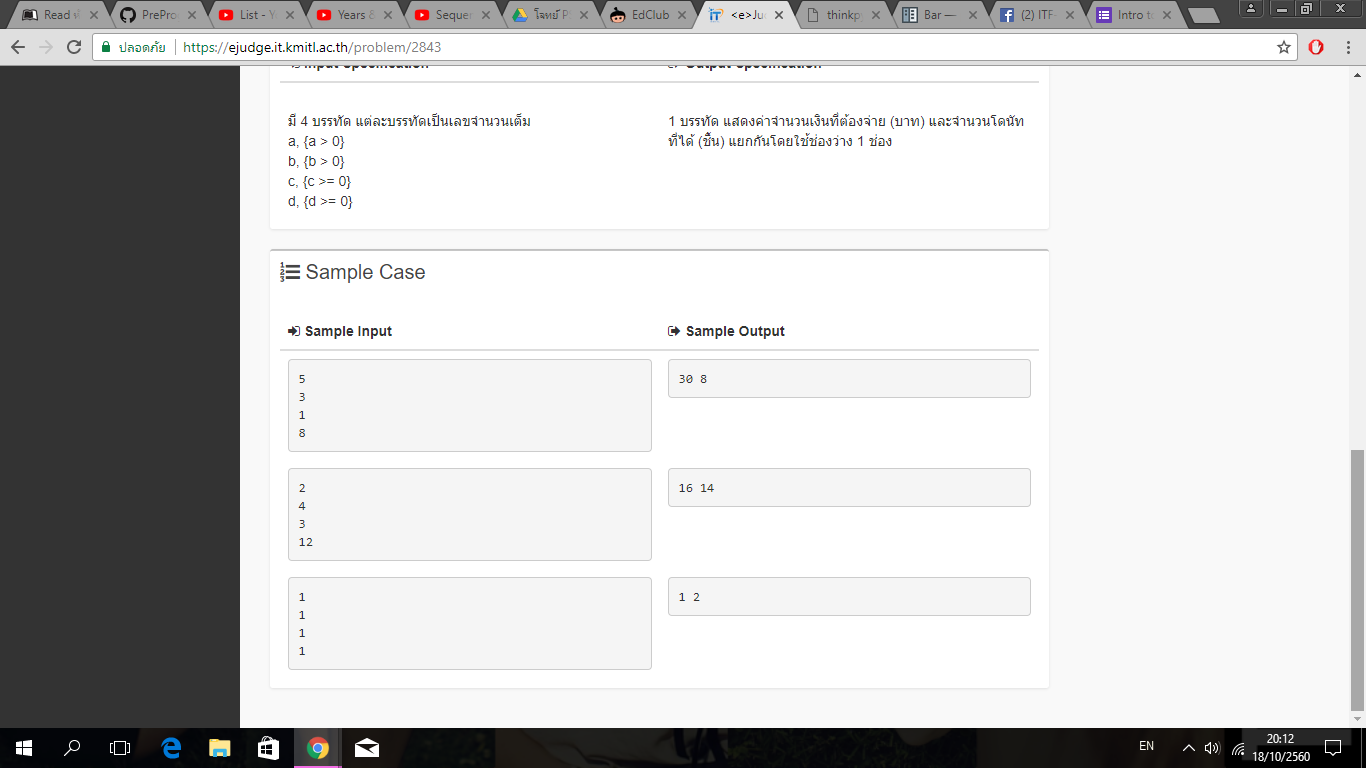 Read
PrePro
List - Y
Years
Seque
โจทย์ P
EdClub
<e>Ju
thinkp
Bar —
(2) ITF
Intro to
ปลอดภัย
https://ejudge.it.kmitl.ac.th/problem/2843
Input Specification
Output Specification
มี 4 บรรทัด แต่ละบรรทัดเป็นเลขจำนวนเต็ม
a, {a > 0}
b, {b > 0}
c, {c >= 0}
d, {d >= 0}
1 บรรทัด แสดงค่าจำนวนเงินที่ต้องจ่าย (บาท) และจำนวนโดนัท
ที่ได้ (ชิ้น) แยกกันโดยใช้ช่องว่าง 1 ช่อง
Sample Case
Sample Input
Sample Output
5
3
1
8
30 8
2
4
3
12
16 14
1
1
1
1
1 2
EN
20:12
18/10/2560